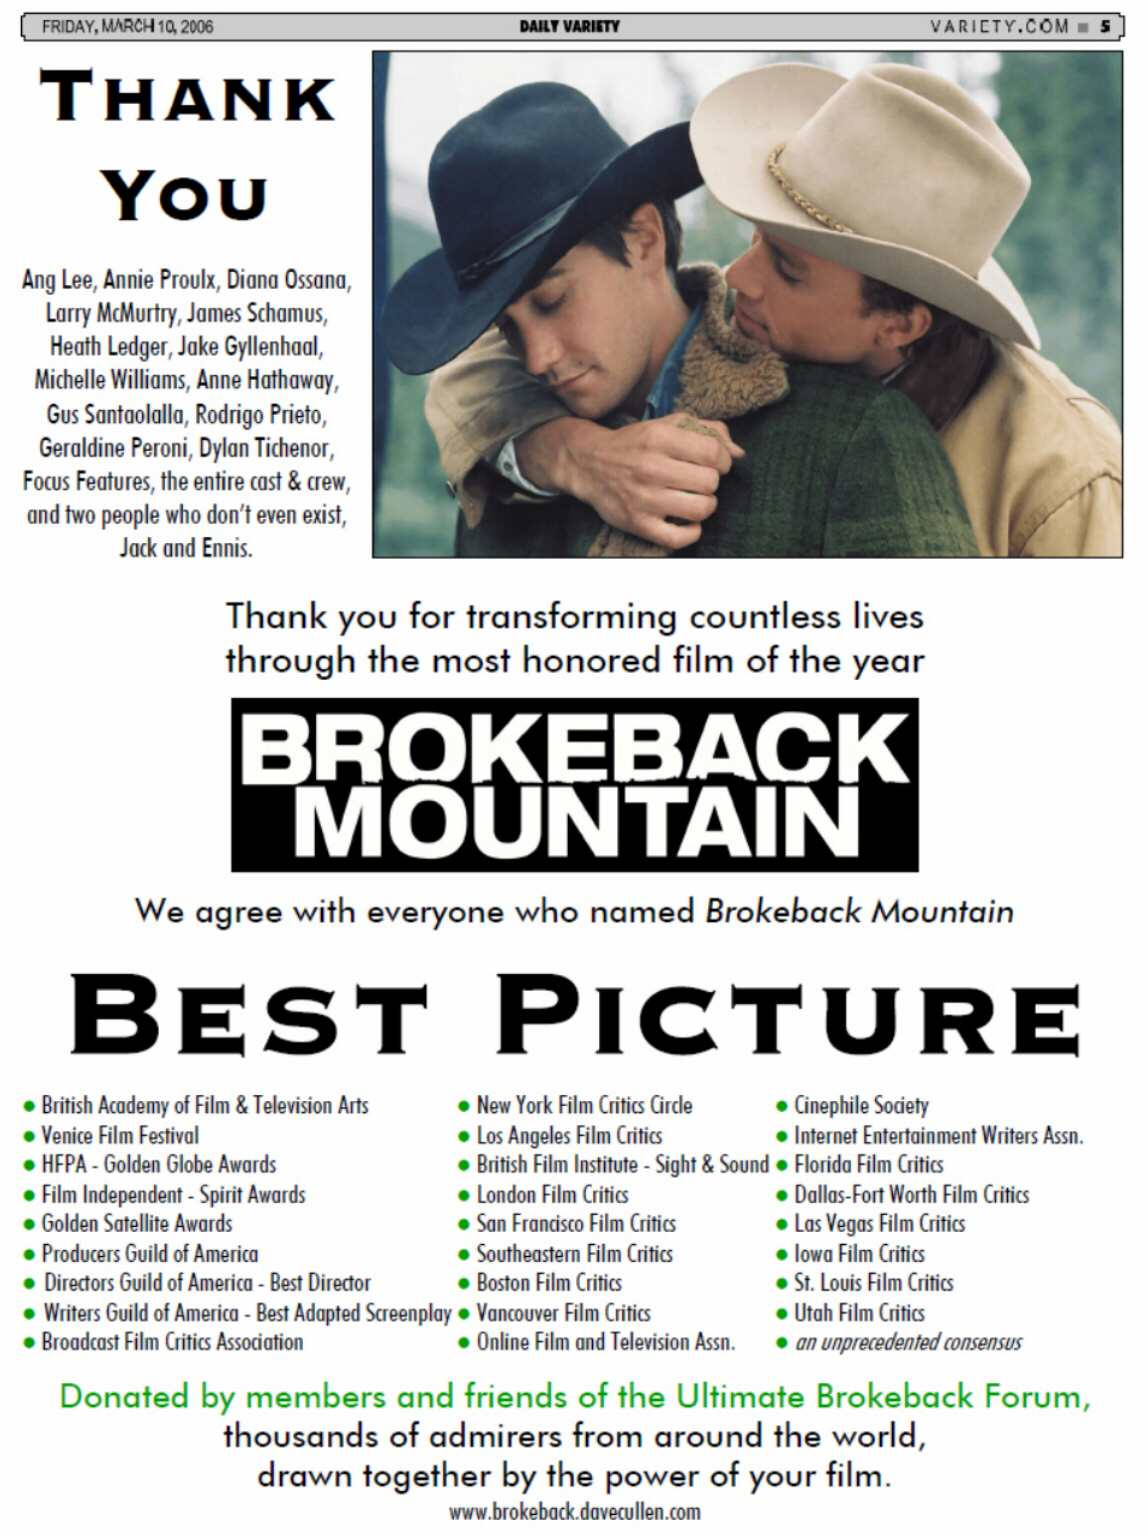 FRIDAY, MARCH 10, 2006
DAILY VARIETY
VARIETY.COM ■ 5
THANK
YOU
Ang Lee, Annie Proulx, Diana Ossana,
Larry McMurtry, James Schamus,
Heath Ledger, Jake Gyllenhaal,
Michelle Williams, Anne Hathaway,
Gus Santaolalla, Rodrigo Prieto,
Geraldine Peroni, Dylan Tichenor,
Focus Features, the entire cast & crew,
and two people who don't even exist,
Jack and Ennis.
Thank you for transforming countless lives
through the most honored film of the year
BROKEBACK
MOUNTAIN
We agree with everyone who named Brokeback Mountain
BEST PICTURE
● British Academy of Film & Television Arts
● Venice Film Festival
● HFPA - Golden Globe Awards
● Film Independent - Spirit Awards
● Golden Satellite Awards
● Producers Guild of America
● Directors Guild of America - Best Director
● Writers Guild of America - Best Adapted Screenplay
● Broadcast Film Critics Association
● New York Film Critics Circle
● Los Angeles Film Critics
● British Film Institute - Sight & Sound
● London Film Critics
● San Francisco Film Critics
● Southeastern Film Critics
● Boston Film Critics
● Vancouver Film Critics
● Online Film and Television Assn.
● Cinephile Society
● Internet Entertainment Writers Assn.
● Florida Film Critics
● Dallas-Fort Worth Film Critics
● Las Vegas Film Critics
● Iowa Film Critics
● St. Louis Film Critics
● Utah Film Critics
● an unprecedented consensus
Donated by members and friends of the Ultimate Brokeback Forum,
thousands of admirers from around the world,
drawn together by the power of your film.
www.brokeback.davecullen.com